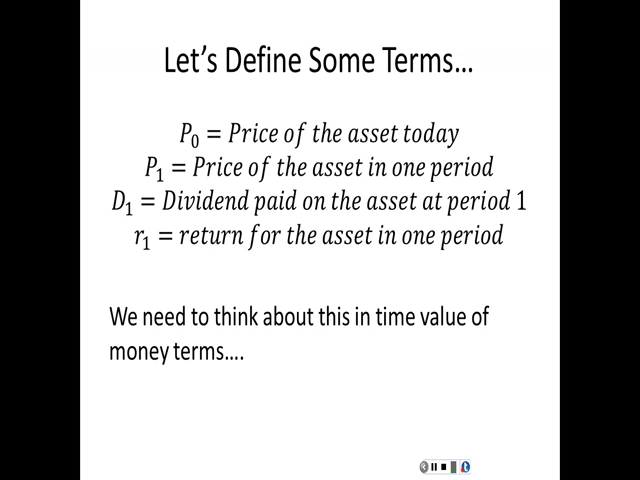 Let's Define Some Terms...
P₀ = Price of the asset today
P₁ = Price of the asset in one period
D₁ = Dividend paid on the asset at period 1
r₁ = return for the asset in one period
We need to think about this in time value of
money terms....